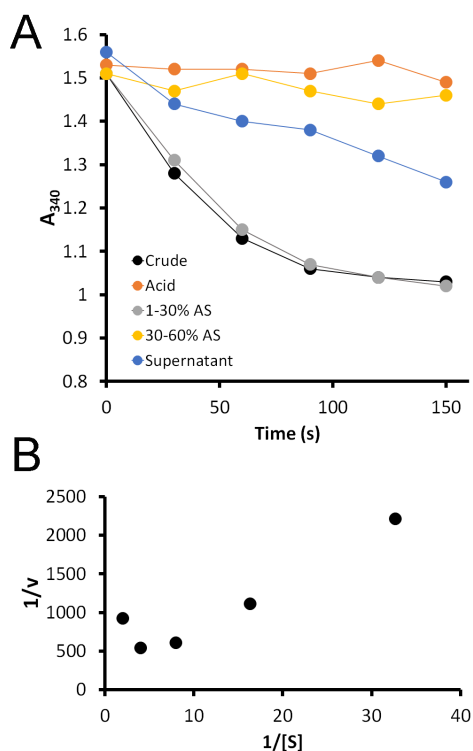 A
1.6
1.5
1.4
1.3
1.2
1.1
1
0.9
0.8
A340
Crude
Acid
1-30% AS
30-60% AS
Supernatant
0 50 100 150
Time (s)
B
2500
2000
1500
1000
500
0
1/v
0 10 20 30 40
1/[S]